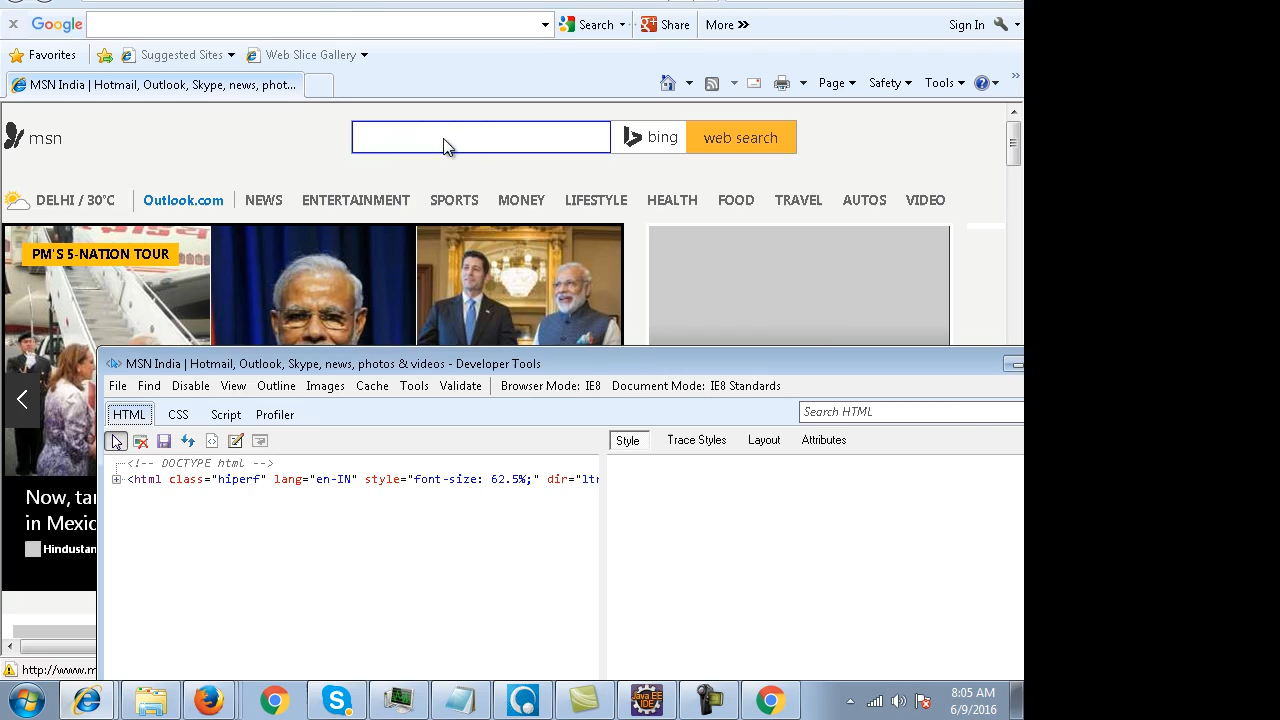 Google Search Share More » Sign In
Favorites Suggested Sites Web Slice Gallery
MSN India | Hotmail, Outlook, Skype, news, phot... Page Safety Tools »
msn bing web search
DELHI / 30°C Outlook.com NEWS ENTERTAINMENT SPORTS MONEY LIFESTYLE HEALTH FOOD TRAVEL AUTOS VIDEO
PM'S 5-NATION TOUR
MSN India | Hotmail, Outlook, Skype, news, photos & videos - Developer Tools
File Find Disable View Outline Images Cache Tools Validate Browser Mode: IE8 Document Mode: IE8 Standards
HTML CSS Script Profiler Search HTML
Style Trace Styles Layout Attributes
<!-- DOCTYPE html -->
<html class="hiperf" lang="en-IN" style="font-size: 62.5%;" dir="ltr
Now, tar
in Mexic
Hindustan
http://www.m
Java EE
IDE
8:05 AM
6/9/2016